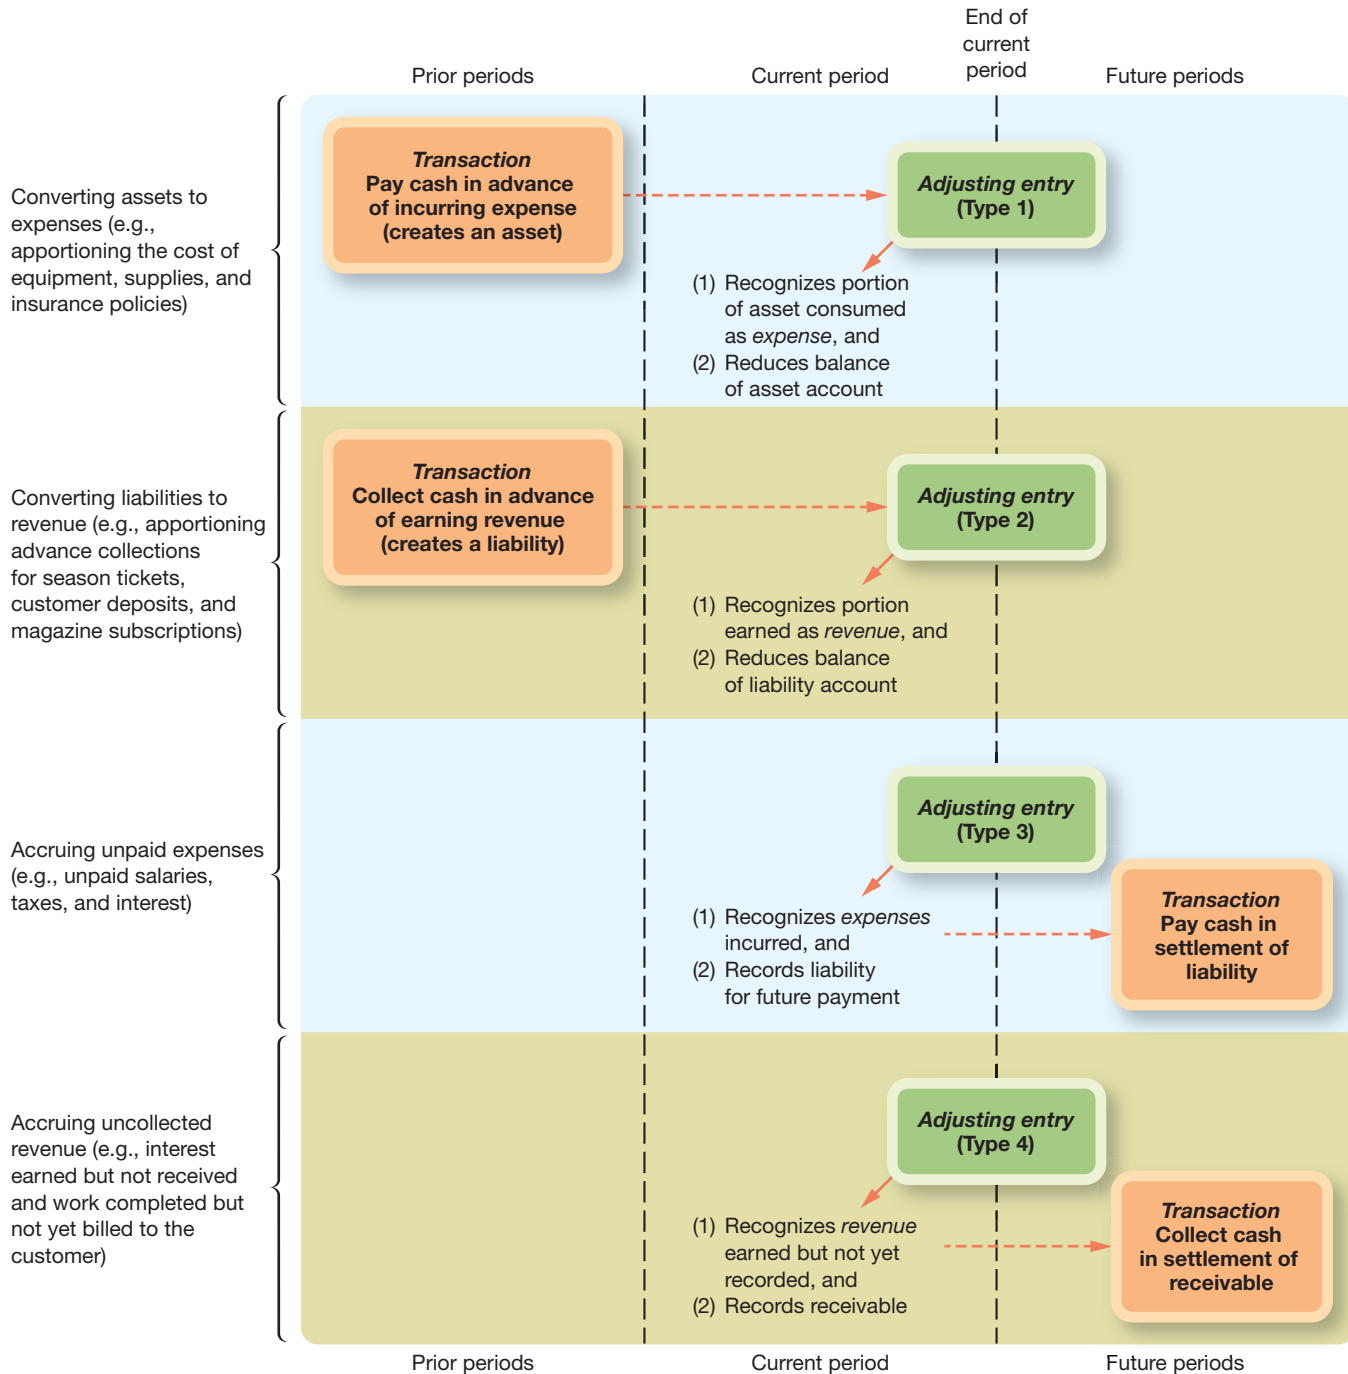 End of
current
period
Prior periods
Current period
Future periods
Converting assets to
expenses (e.g.,
apportioning the cost of
equipment, supplies, and
insurance policies)
Transaction
Pay cash in advance
of incurring expense
(creates an asset)
Adjusting entry
(Type 1)
(1) Recognizes portion
of asset consumed
as expense, and
(2) Reduces balance
of asset account
Converting liabilities to
revenue (e.g., apportioning
advance collections
for season tickets,
customer deposits, and
magazine subscriptions)
Transaction
Collect cash in advance
of earning revenue
(creates a liability)
Adjusting entry
(Type 2)
(1) Recognizes portion
earned as revenue, and
(2) Reduces balance
of liability account
Accruing unpaid expenses
(e.g., unpaid salaries,
taxes, and interest)
Adjusting entry
(Type 3)
(1) Recognizes expenses
incurred, and
(2) Records liability
for future payment
Transaction
Pay cash in
settlement of
liability
Accruing uncollected
revenue (e.g., interest
earned but not received
and work completed but
not yet billed to the
customer)
Adjusting entry
(Type 4)
(1) Recognizes revenue
earned but not yet
recorded, and
(2) Records receivable
Transaction
Collect cash
in settlement of
receivable
Prior periods
Current period
Future periods